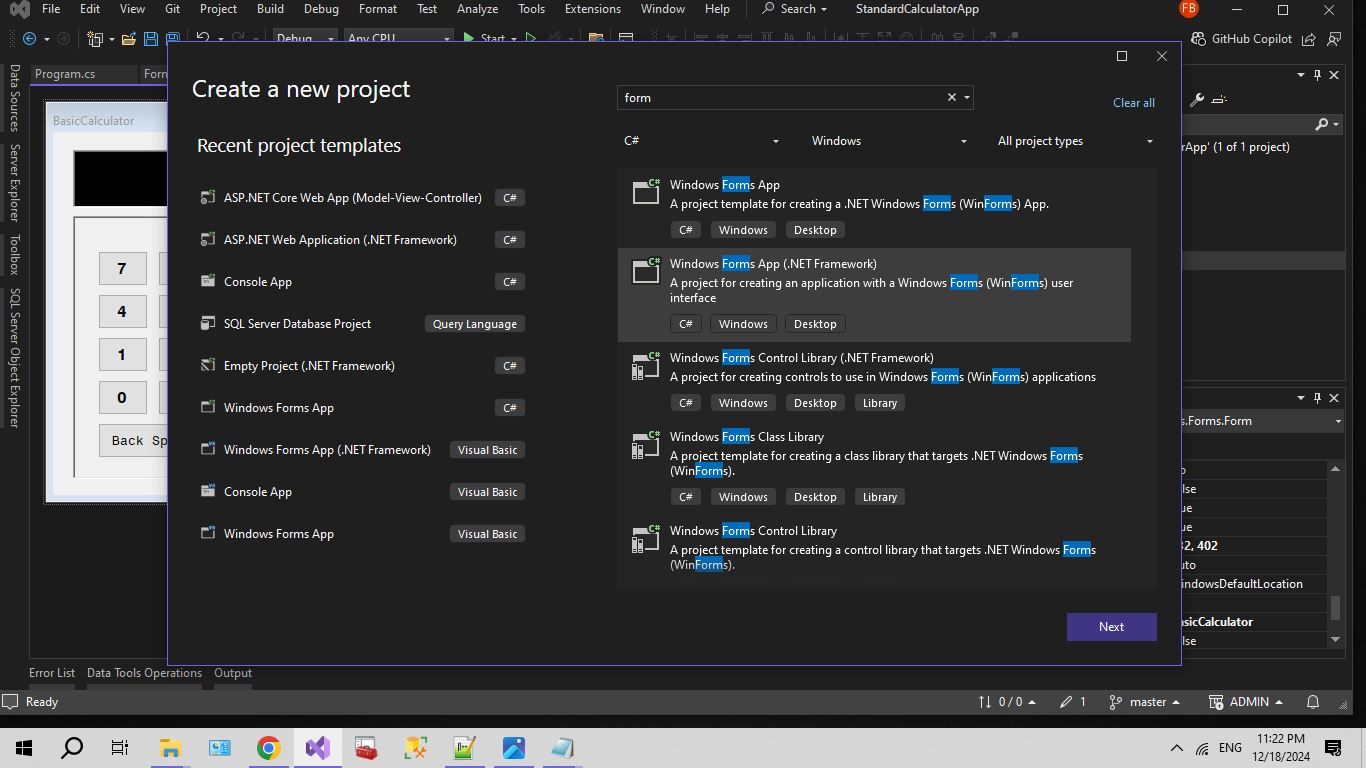 File Edit View Git Project Build Debug Format Test Analyze Tools Extensions Window Help Search StandardCalculatorApp FB
Debug Any CPU Start GitHub Copilot
Data Sources
Server Explorer
Toolbox
SQL Server Object Explorer
Program.cs Form
BasicCalculator
7
4
1
0
Back Sp
Create a new project
form
Clear all
C# Windows All project types
Recent project templates
ASP.NET Core Web App (Model-View-Controller) C#
ASP.NET Web Application (.NET Framework) C#
Console App C#
SQL Server Database Project Query Language
Empty Project (.NET Framework) C#
Windows Forms App C#
Windows Forms App (.NET Framework) Visual Basic
Console App Visual Basic
Windows Forms App Visual Basic
Windows Forms App
A project template for creating a .NET Windows Forms (WinForms) App.
C# Windows Desktop
Windows Forms App (.NET Framework)
A project for creating an application with a Windows Forms (WinForms) user
interface
C# Windows Desktop
Windows Forms Control Library (.NET Framework)
A project for creating controls to use in Windows Forms (WinForms) applications
C# Windows Desktop Library
Windows Forms Class Library
A project template for creating a class library that targets .NET Windows Forms
(WinForms).
C# Windows Desktop Library
Windows Forms Control Library
A project template for creating a control library that targets .NET Windows Forms
(WinForms).
Next
rApp' (1 of 1 project)
s.Forms.Form
lse
ue
ue
2, 402
uto
indowsDefaultLocation
asicCalculator
lse
Error List Data Tools Operations Output
Ready 0 / 0 1 master ADMIN
ENG
11:22 PM
12/18/2024